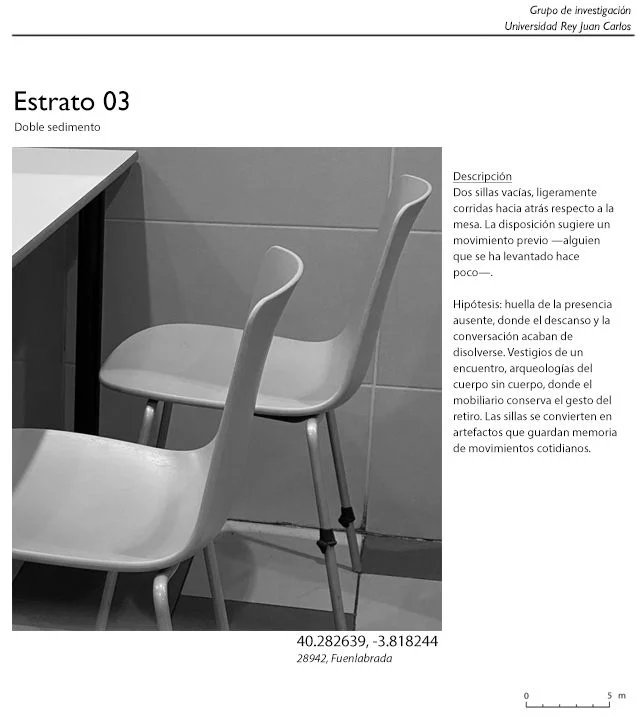 Grupo de investigación
Universidad Rey Juan Carlos
Estrato 03
Doble sedimento
Descripción
Dos sillas vacías, ligeramente
corridas hacia atrás respecto a la
mesa. La disposición sugiere un
movimiento previo —alguien
que se ha levantado hace
poco—.
Hipótesis: huella de la presencia
ausente, donde el descanso y la
conversación acaban de
disolverse. Vestigios de un
encuentro, arqueologías del
cuerpo sin cuerpo, donde el
mobiliario conserva el gesto del
retiro. Las sillas se convierten en
artefactos que guardan memoria
de movimientos cotidianos.
40.282639, -3.818244
28942, Fuenlabrada
0 5 m